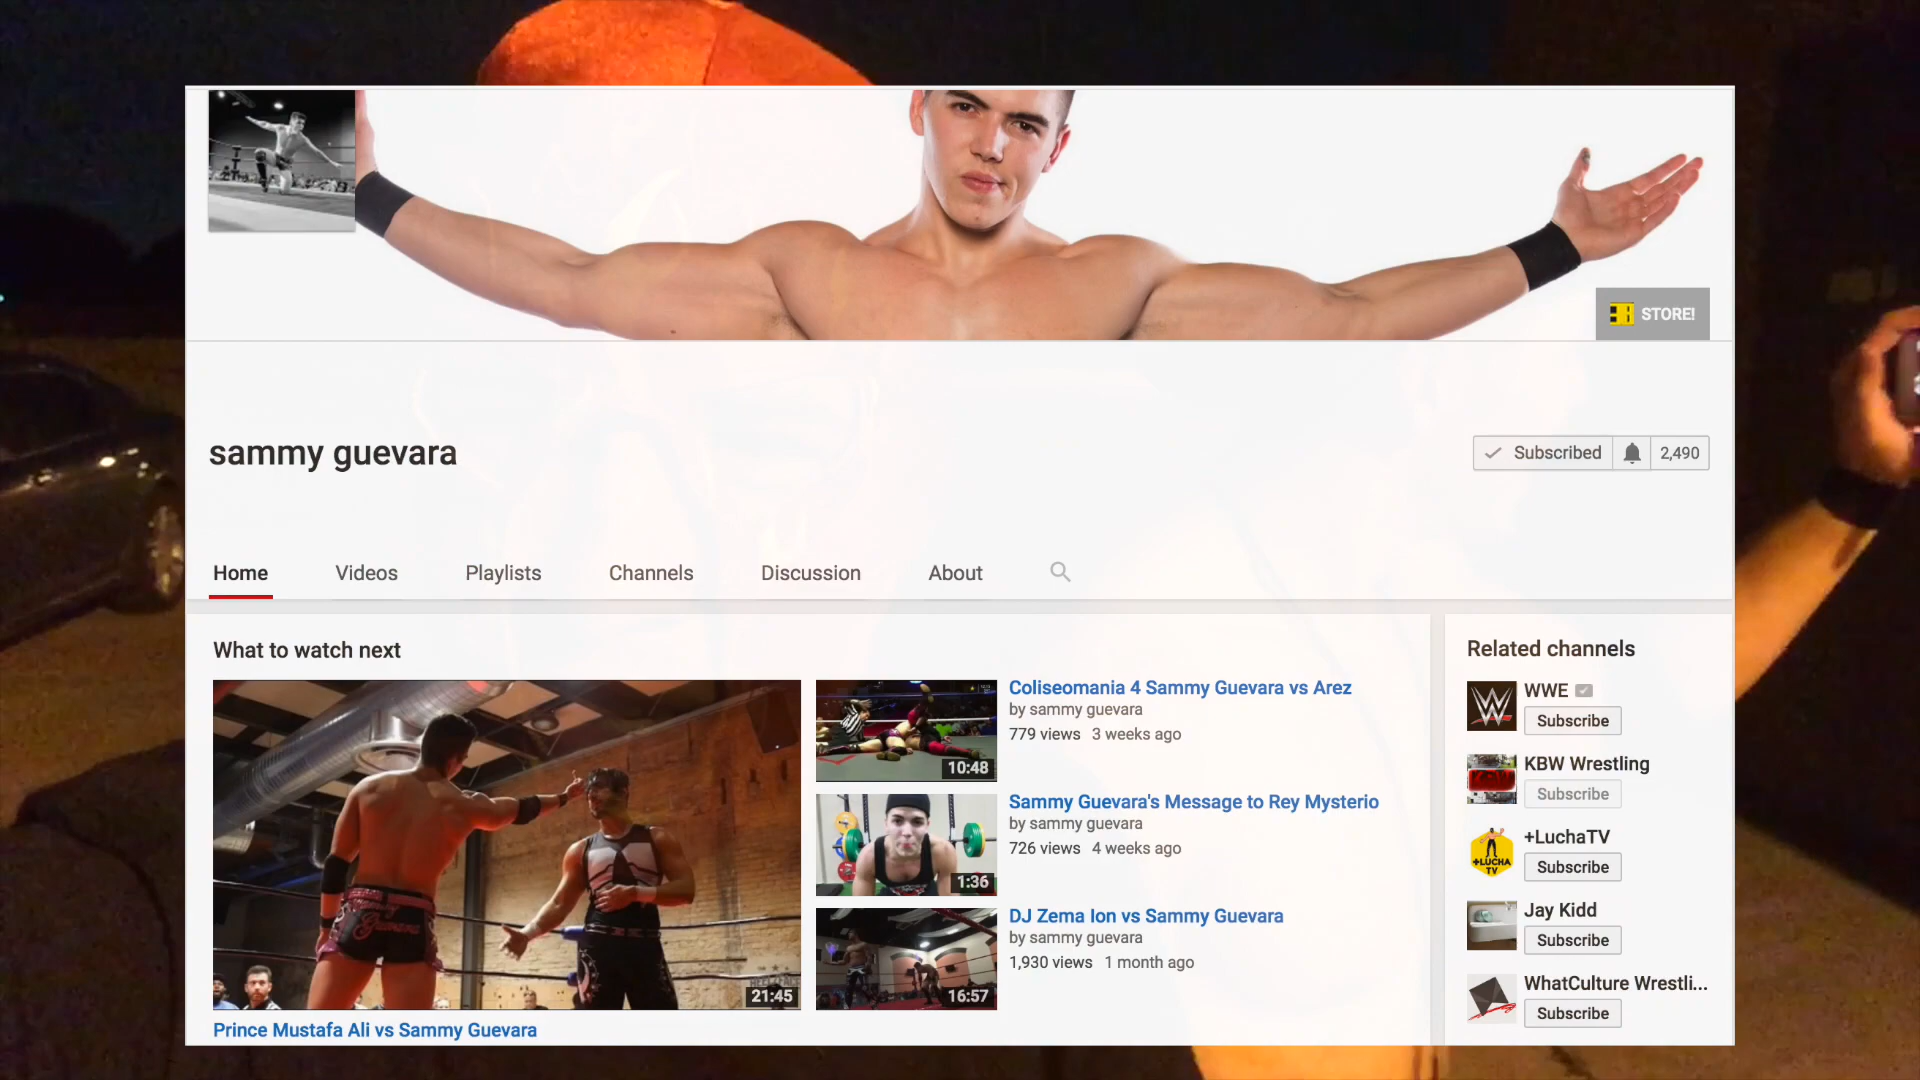 STORE!
sammy guevara
Subscribed 2,490
Home Videos Playlists Channels Discussion About
What to watch next
21:45
Prince Mustafa Ali vs Sammy Guevara
10:48
Coliseomania 4 Sammy Guevara vs Arez
by sammy guevara
779 views 3 weeks ago
1:36
Sammy Guevara's Message to Rey Mysterio
by sammy guevara
726 views 4 weeks ago
16:57
DJ Zema Ion vs Sammy Guevara
by sammy guevara
1,930 views 1 month ago
Related channels
WWE
Subscribe
KBW
KBW Wrestling
Subscribe
+LUCHA
TV
+LuchaTV
Subscribe
Jay Kidd
Subscribe
WhatCulture Wrestli...
Subscribe
Guevara